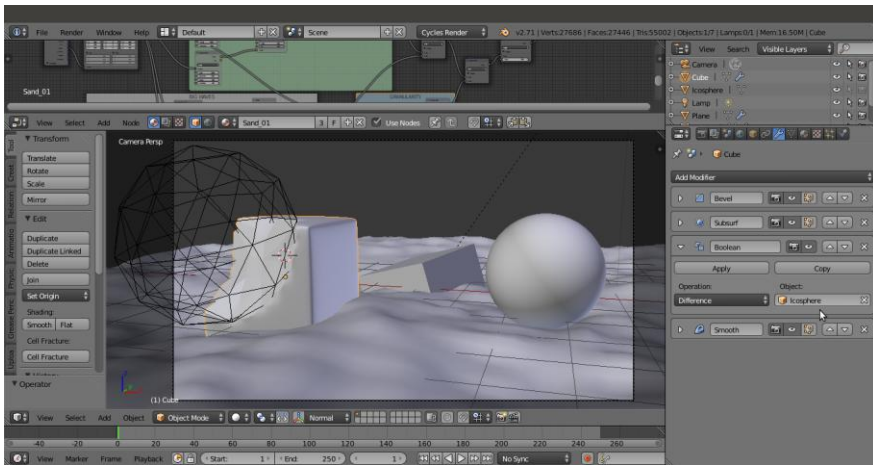 File Render Window Help Default Scene Cycles Render v2.71 | Verts:27686 | Faces:27446 | Tris:55002 | Objects:1/7 | Lamps:0/1 | Mem:16.50M | Cube
View Search Visible Layers
Camera
Cube
Icosphere
Lamp
Plane
Sand_01
View Select Add Node Sand_01 3 F Use Nodes
Transform
Translate
Rotate
Scale
Mirror
Edit
Duplicate
Duplicate Linked
Delete
Join
Set Origin
Shading:
Smooth Flat
Cell Fracture:
Cell Fracture
History
Operator
Camera Persp
(1) Cube
Cube
Add Modifier
Bevel
Subsurf
Boolean
Apply Copy
Operation: Object:
Difference Icosphere
Smooth
View Select Add Object Object Mode Normal
-40 -20 0 20 40 60 80 100 120 140 160 180 200 220 240 260
View Marker Frame Playback Start: 1 End: 250 1 No Sync